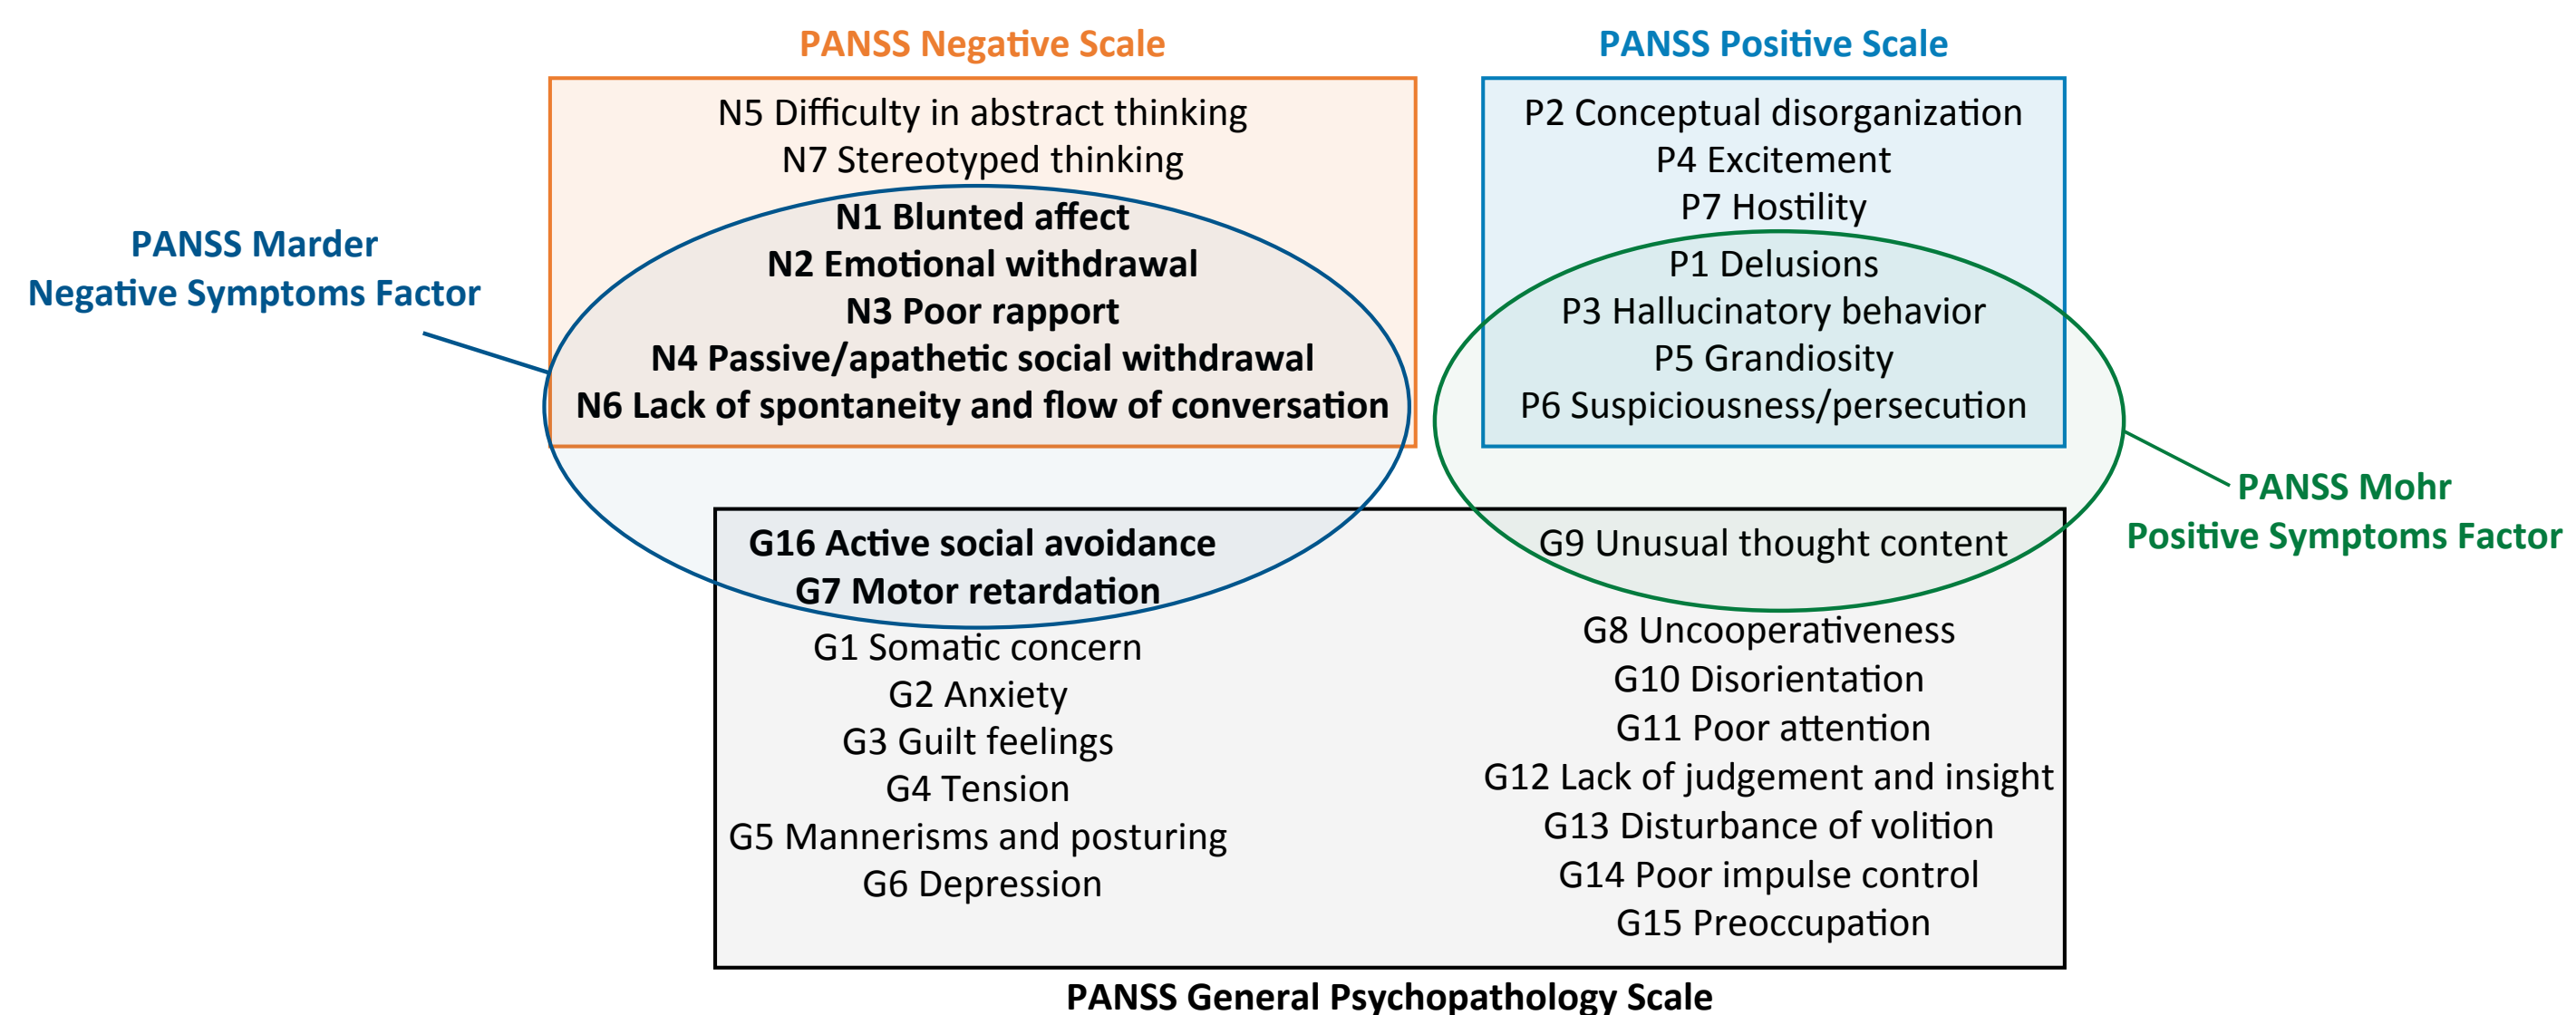 PANSS Negative Scale
N5 Difficulty in abstract thinking
N7 Stereotyped thinking
N1 Blunted affect
N2 Emotional withdrawal
N3 Poor rapport
N4 Passive/apathetic social withdrawal
N6 Lack of spontaneity and flow of conversation
PANSS Marder
Negative Symptoms Factor
PANSS Positive Scale
P2 Conceptual disorganization
P4 Excitement
P7 Hostility
P1 Delusions
P3 Hallucinatory behavior
P5 Grandiosity
P6 Suspiciousness/persecution
PANSS Mohr
Positive Symptoms Factor
G16 Active social avoidance
G7 Motor retardation
G1 Somatic concern
G2 Anxiety
G3 Guilt feelings
G4 Tension
G5 Mannerisms and posturing
G6 Depression
G9 Unusual thought content
G8 Uncooperativeness
G10 Disorientation
G11 Poor attention
G12 Lack of judgement and insight
G13 Disturbance of volition
G14 Poor impulse control
G15 Preoccupation
PANSS General Psychopathology Scale